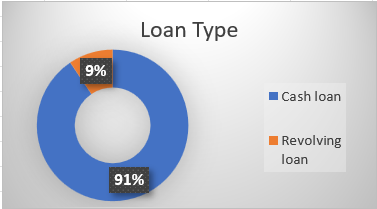 Loan Type
9%
91%
Cash loan
Revolving
loan